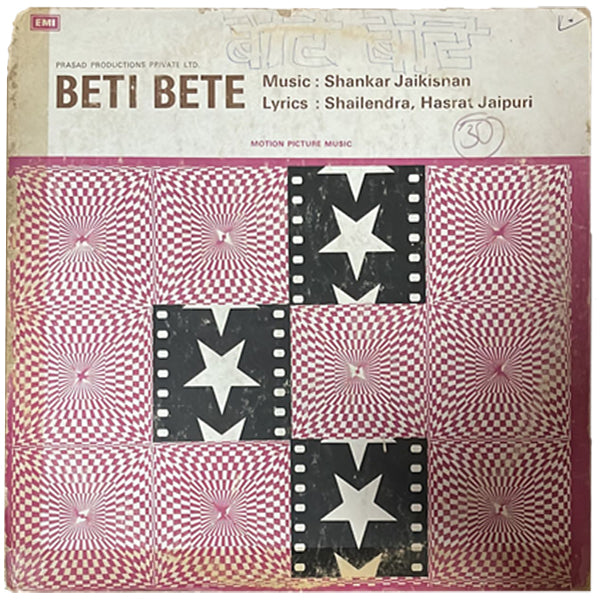 EMI
PRASAD PRODUCTIONS PRIVATE LTD.
BETI BETE
Music : Shankar Jaikisnan
Lyrics : Shailendra, Hasrat Jaipuri
30
MOTION PICTURE MUSIC